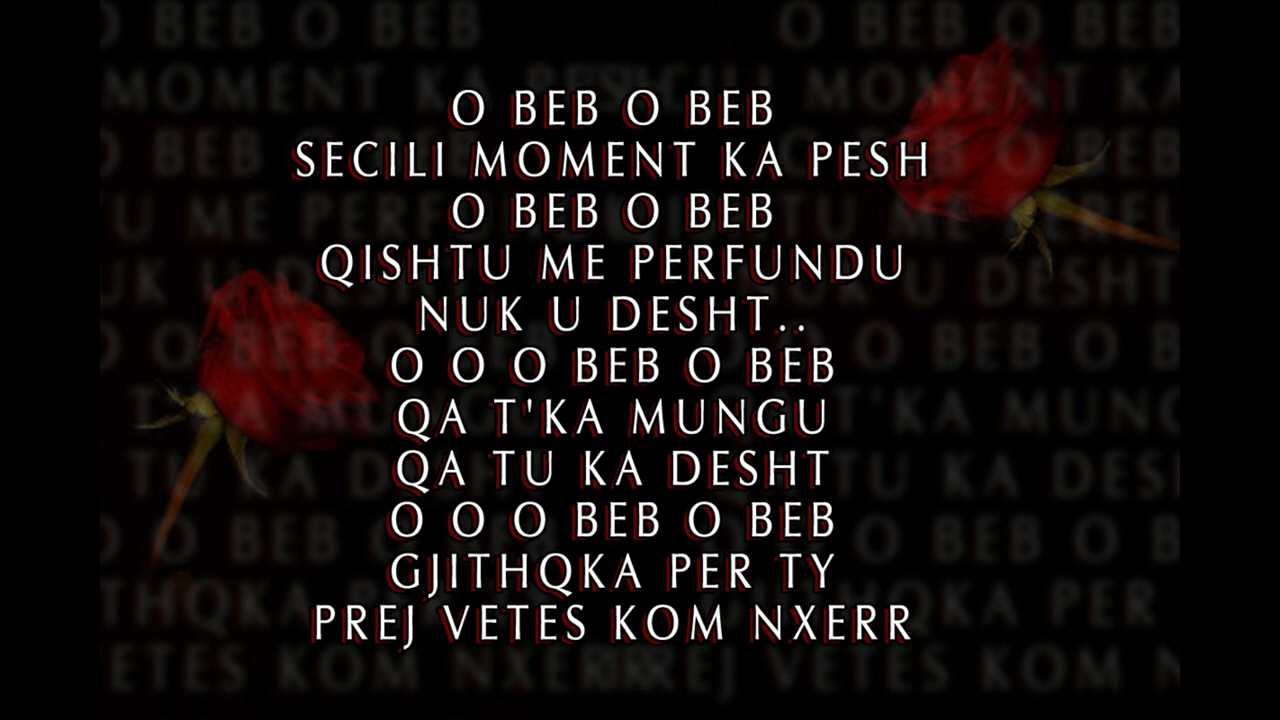 O BEB O BEB
SECILI MOMENT KA PESH
O BEB O BEB
QISHTU ME PERFUNDU
NUK U DESHT..
O O O BEB O BEB
QA T'KA MUNGU
QA TU KA DESHT
O O O BEB O BEB
GJITHQKA PER TY
PREJ VETES KOM NXERR